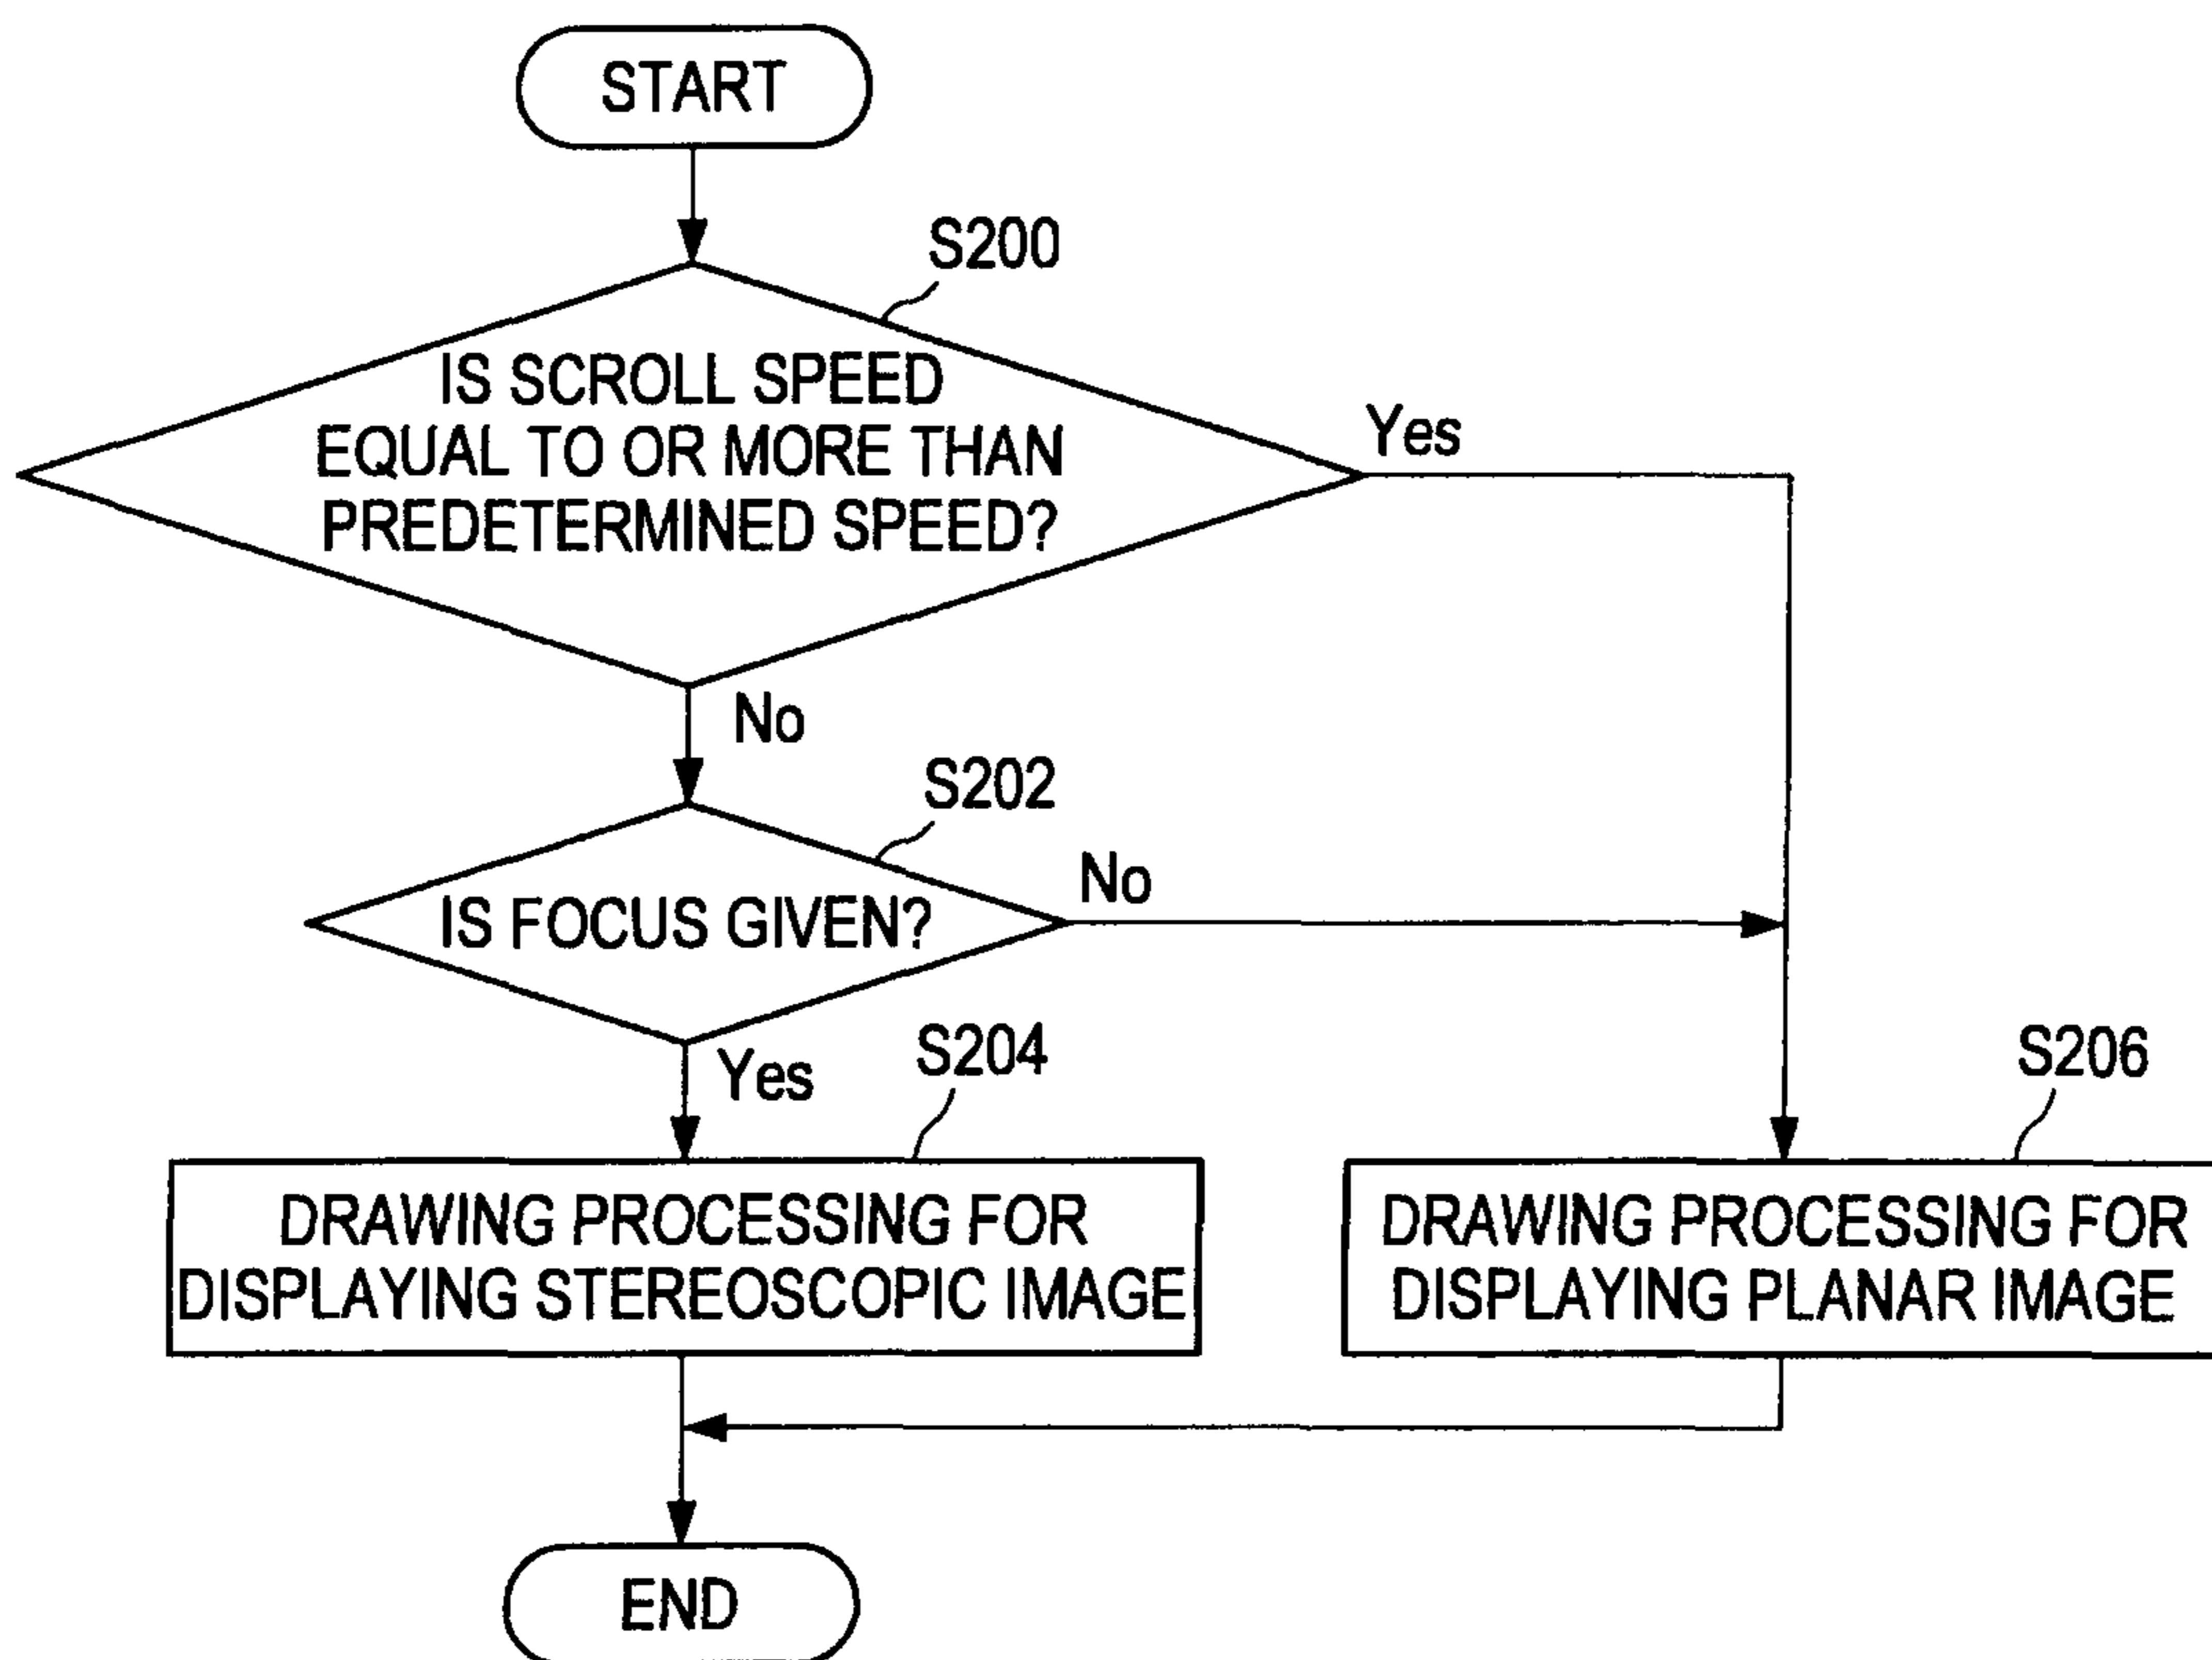 START
S200
IS SCROLL SPEED
EQUAL TO OR MORE THAN
PREDETERMINED SPEED?
Yes
No
S202
IS FOCUS GIVEN?
No
Yes
S204
S206
DRAWING PROCESSING FOR
DISPLAYING STEREOSCOPIC IMAGE
DRAWING PROCESSING FOR
DISPLAYING PLANAR IMAGE
END